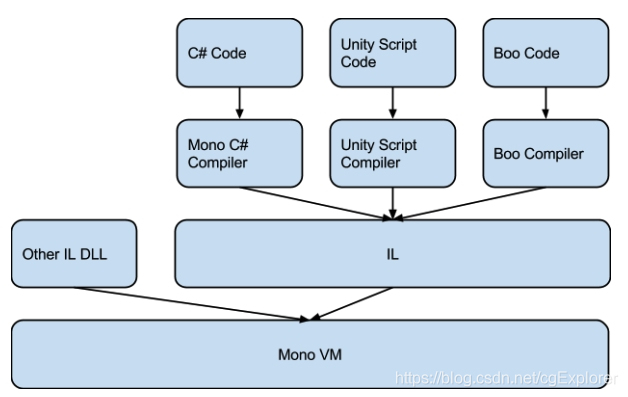 C# Code
Unity Script
Code
Boo Code
Mono C#
Compiler
Unity Script
Compiler
Boo Compiler
Other IL DLL
IL
Mono VM
https://blog.csdn.net/cgExplorer